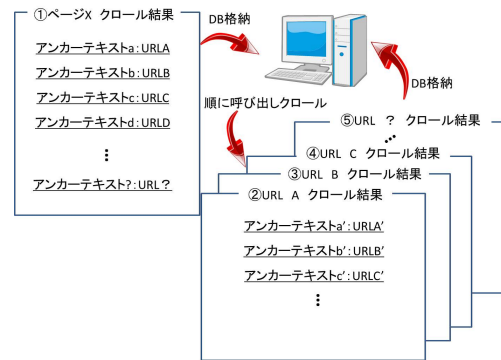 ①ページX クロール結果
アンカーテキストa:URLA
アンカーテキストb:URLB
アンカーテキストc:URLC
アンカーテキストd:URLD
⋮
アンカーテキスト?:URL？
DB格納
DB格納
順に呼び出しクロール
⑤URL ？ クロール結果
⋰
④URL C クロール結果
③URL B クロール結果
②URL A クロール結果
アンカーテキストa’:URLA’
アンカーテキストb’:URLB’
アンカーテキストc’:URLC’
⋮